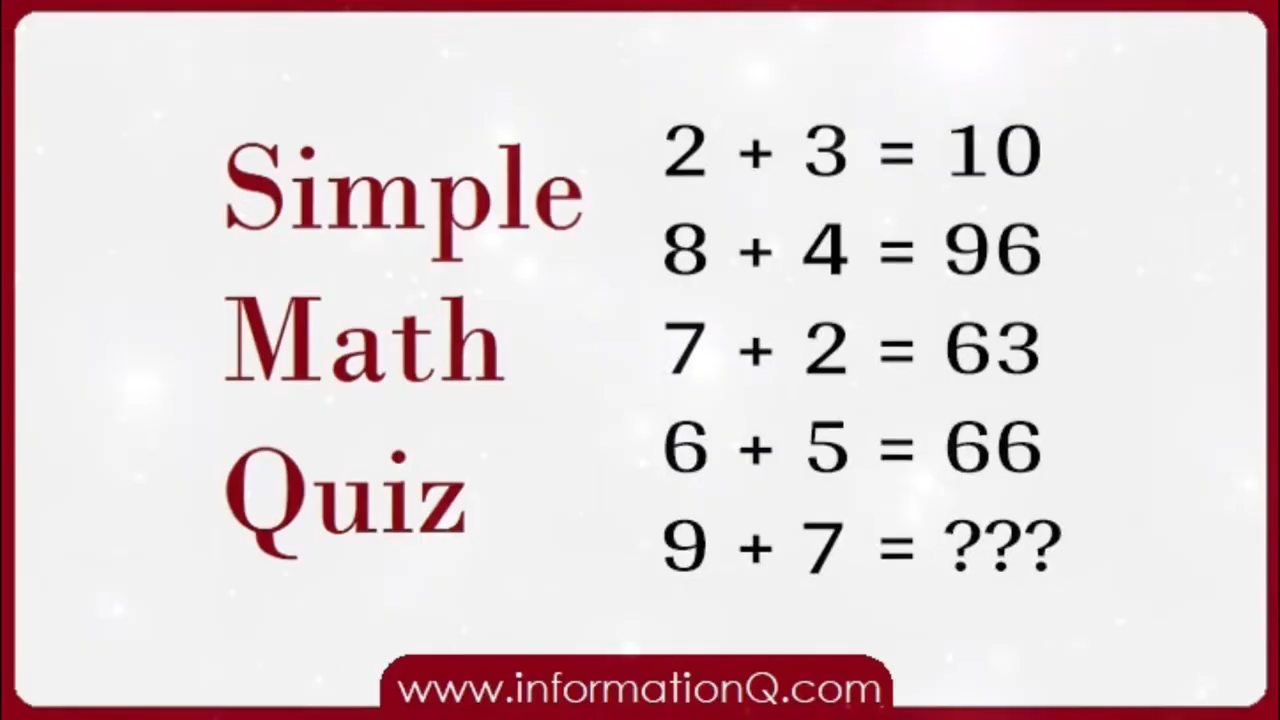 Simple
Math
Quiz
2 + 3 = 10
8 + 4 = 96
7 + 2 = 63
6 + 5 = 66
9 + 7 = ???
www.informationQ.com